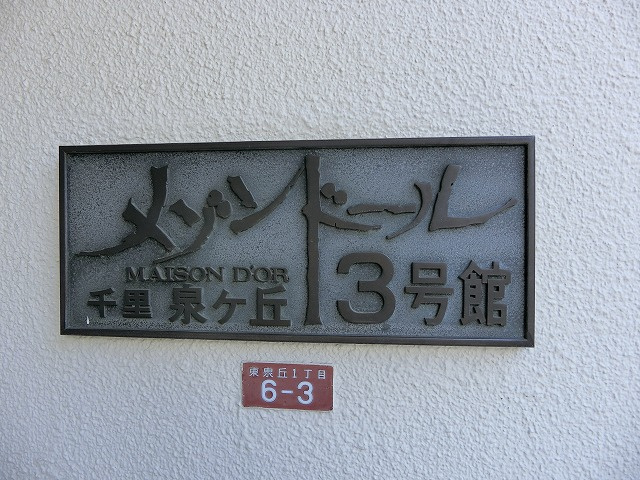 メゾンドール
MAISON D'OR
千里 泉ケ丘 3号館
東泉丘1丁目
6-3